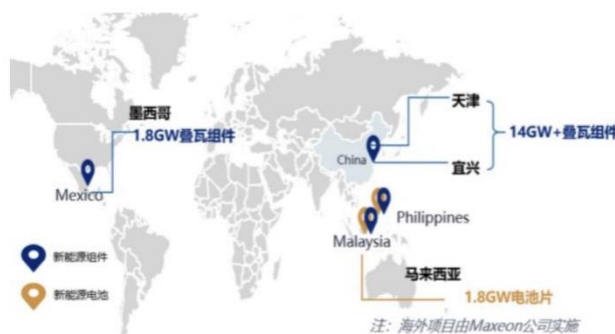 墨西哥
1.8GW叠瓦组件
Mexico
天津
China
14GW+叠瓦组件
宜兴
Philippines
Malaysia
新能源组件
新能源电池
马来西亚
1.8GW电池片
注：海外项目由Maxeon公司实施